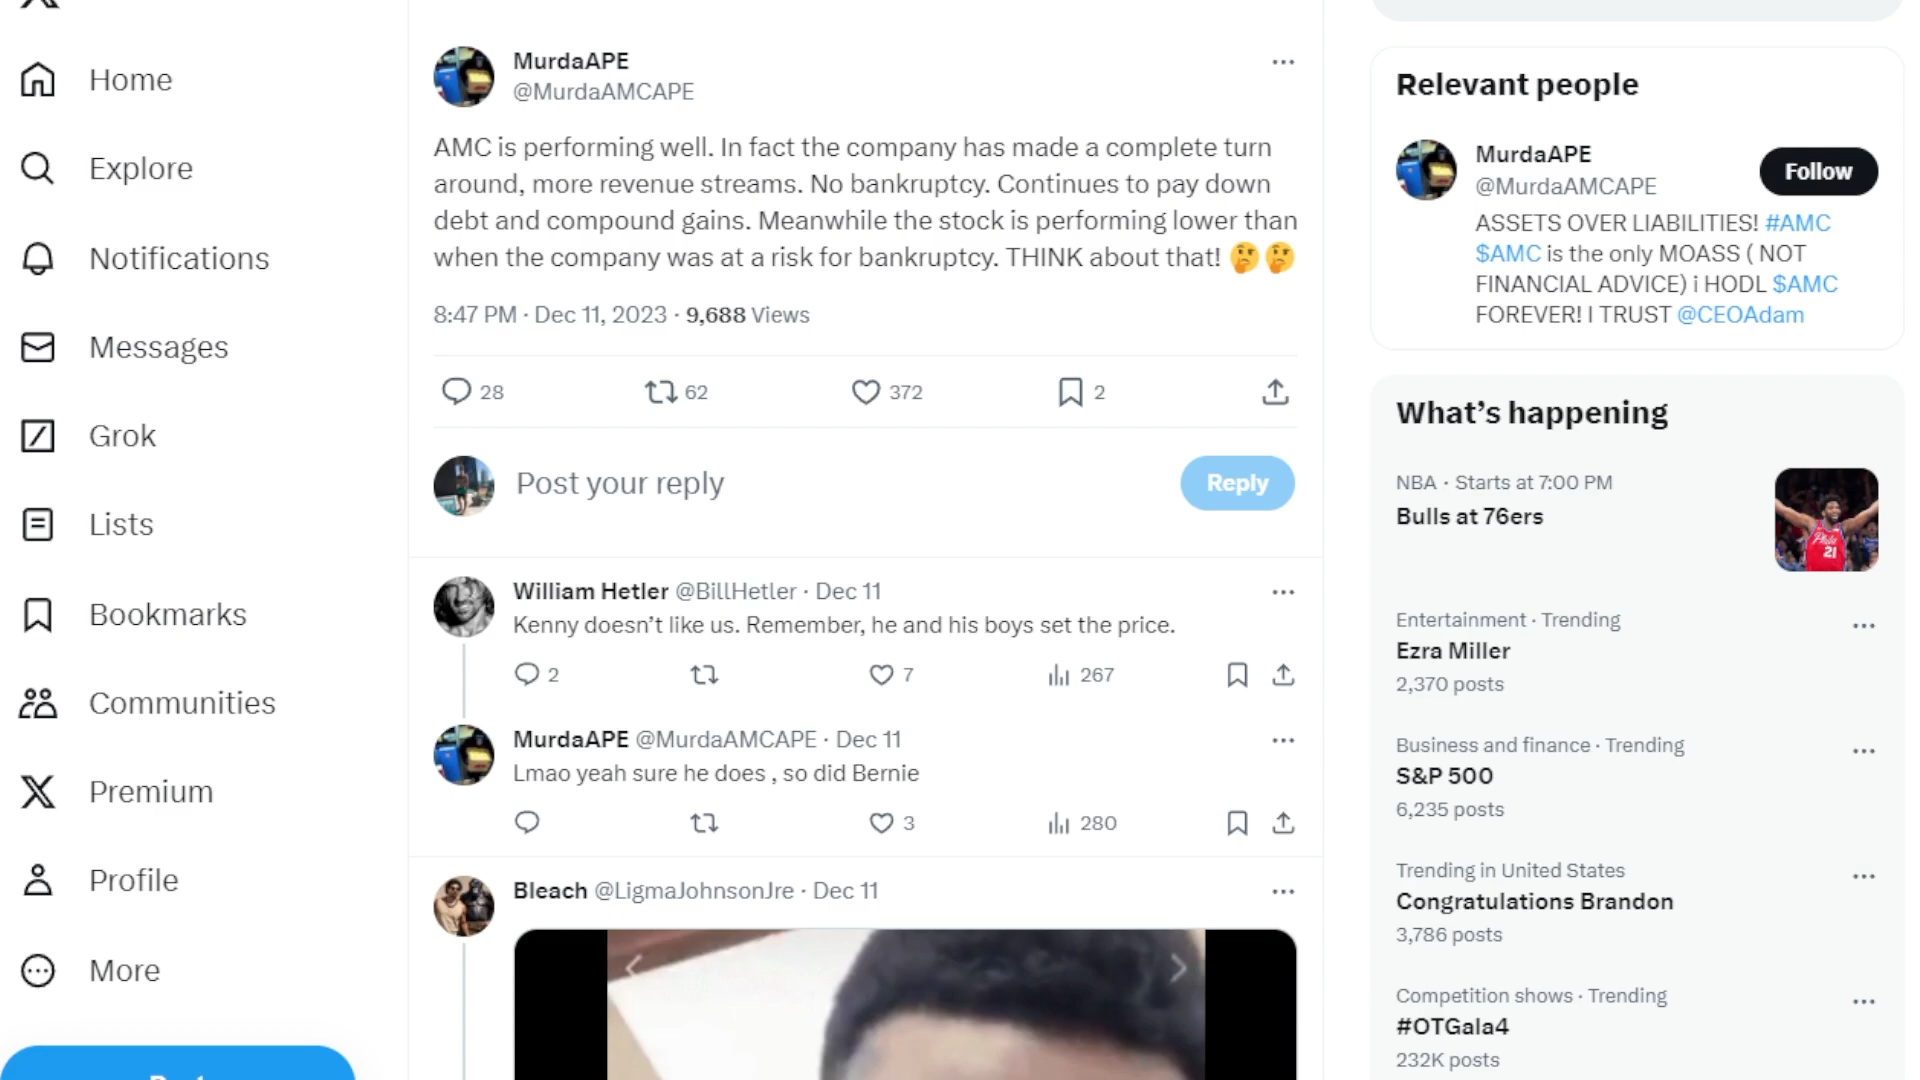 Home
Explore
Notifications
Messages
Grok
Lists
Bookmarks
Communities
Premium
Profile
More
MurdaAPE
@MurdaAMCAPE
AMC is performing well. In fact the company has made a complete turn
around, more revenue streams. No bankruptcy. Continues to pay down
debt and compound gains. Meanwhile the stock is performing lower than
when the company was at a risk for bankruptcy. THINK about that! 🤔🤔
8:47 PM · Dec 11, 2023 · 9,688 Views
28 62 372 2
Post your reply
Reply
William Hetler @BillHetler · Dec 11
Kenny doesn’t like us. Remember, he and his boys set the price.
2 7 267
MurdaAPE @MurdaAMCAPE · Dec 11
Lmao yeah sure he does , so did Bernie
3 280
Bleach @LigmaJohnsonJre · Dec 11
Relevant people
MurdaAPE
@MurdaAMCAPE
Follow
ASSETS OVER LIABILITIES! #AMC
$AMC is the only MOASS ( NOT
FINANCIAL ADVICE) i HODL $AMC
FOREVER! I TRUST @CEOAdam
What’s happening
NBA · Starts at 7:00 PM
Bulls at 76ers
Phila
21
Entertainment · Trending
Ezra Miller
2,370 posts
Business and finance · Trending
S&P 500
6,235 posts
Trending in United States
Congratulations Brandon
3,786 posts
Competition shows · Trending
#OTGala4
232K posts